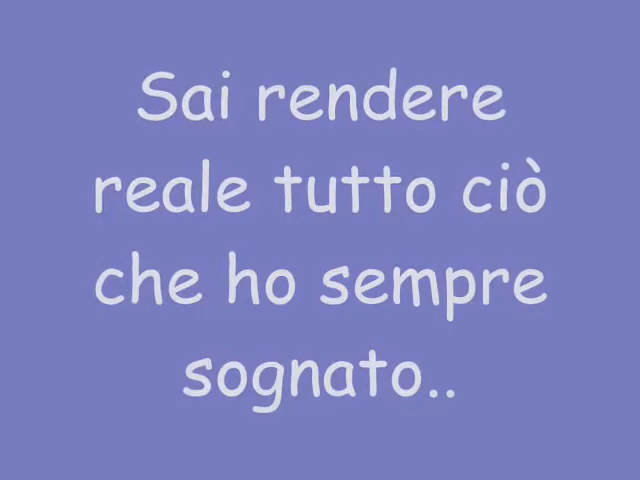 Sai rendere
reale tutto ciò
che ho sempre
sognato..